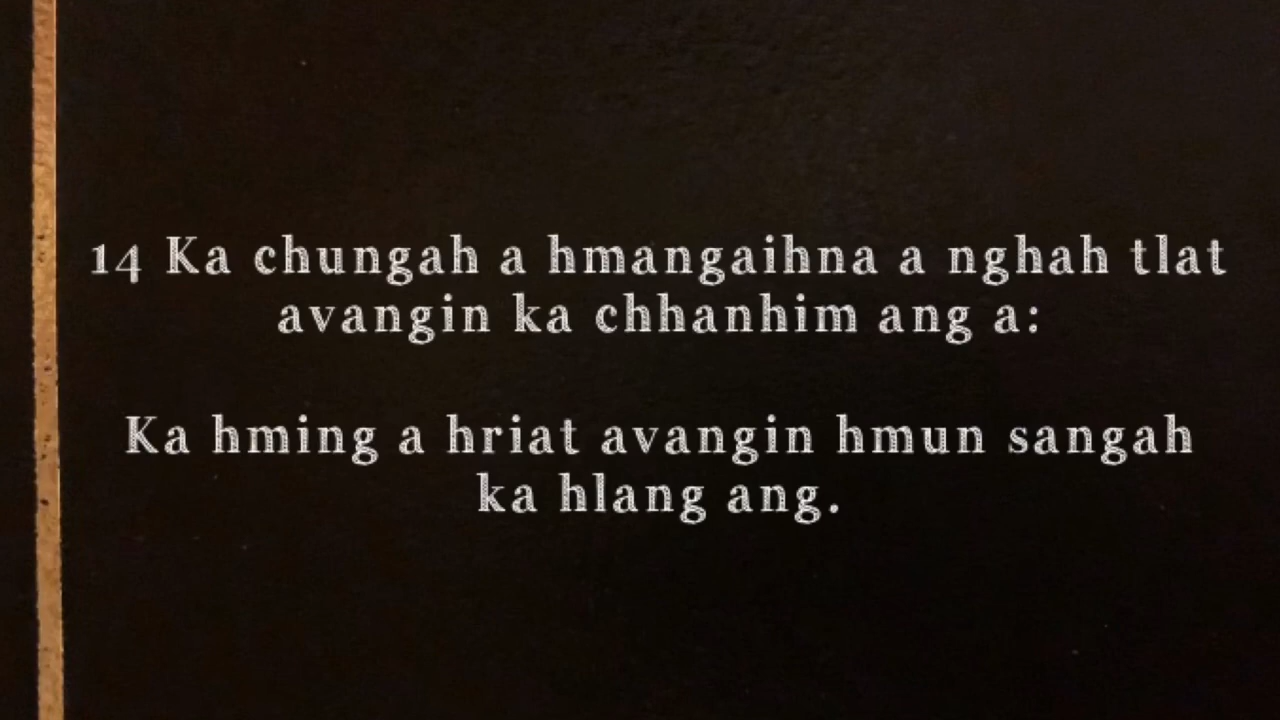 14 Ka chungah a hmangaihna a nghah tlat
avangin ka chhanhim ang a:
Ka hming a hriat avangin hmun sangah
ka hlang ang.